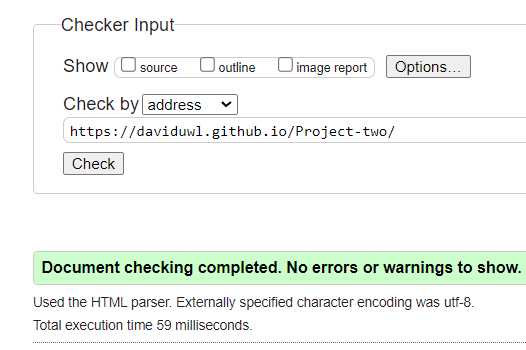 Checker Input
Show source outline image report Options...
Check by address
https://daviduwl.github.io/Project-two/
Check
Document checking completed. No errors or warnings to show.
Used the HTML parser. Externally specified character encoding was utf-8.
Total execution time 59 milliseconds.